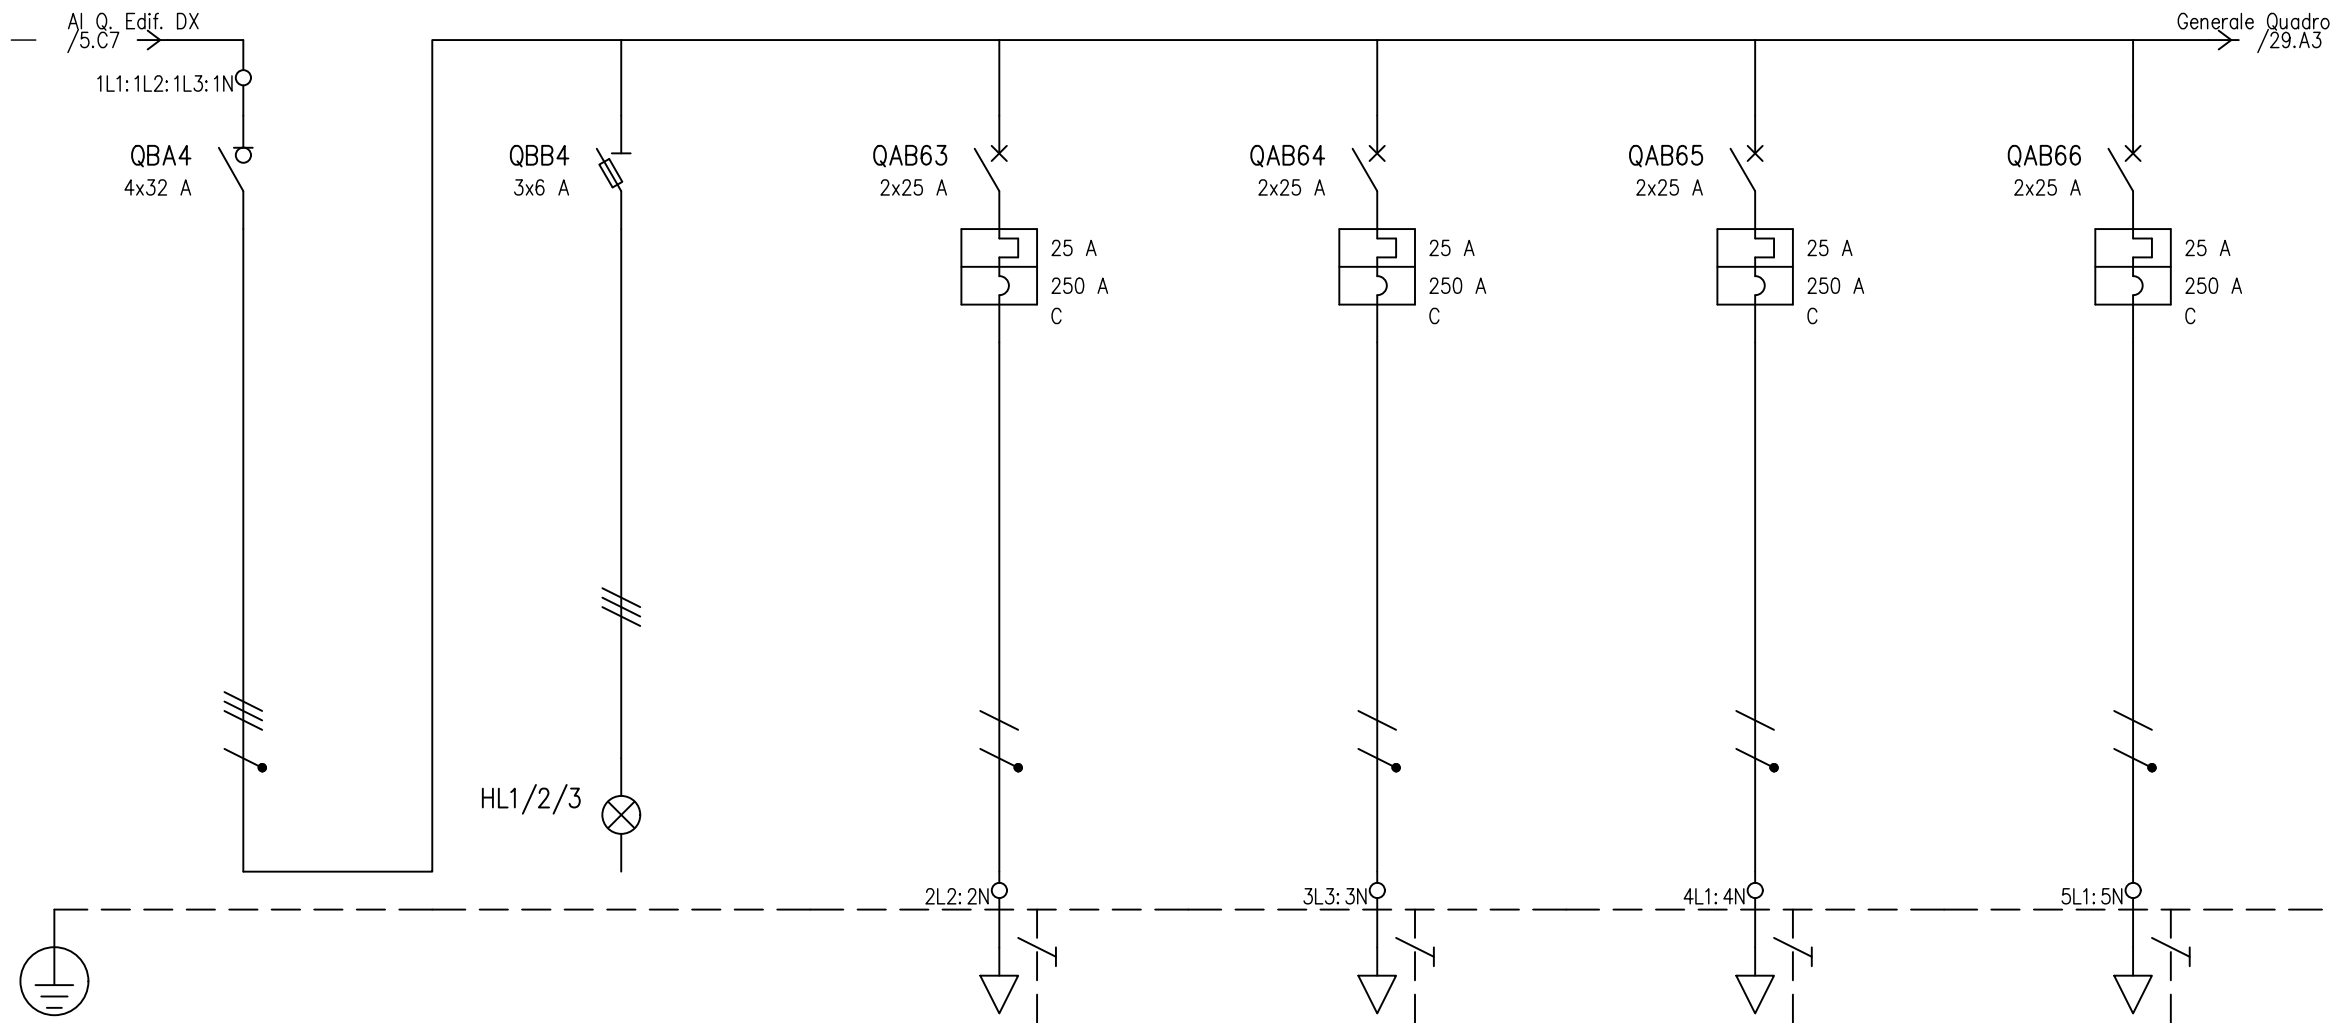 Al Q. Edif. DX
/5.C7
Generale Quadro
/29.A3
1L1:1L2:1L3:1N
QBA4
4x32 A
QBB4
3x6 A
QAB63
2x25 A
25 A
250 A
C
QAB64
2x25 A
25 A
250 A
C
QAB65
2x25 A
25 A
250 A
C
QAB66
2x25 A
25 A
250 A
C
HL1/2/3
2L2:2N
3L3:3N
4L1:4N
5L1:5N